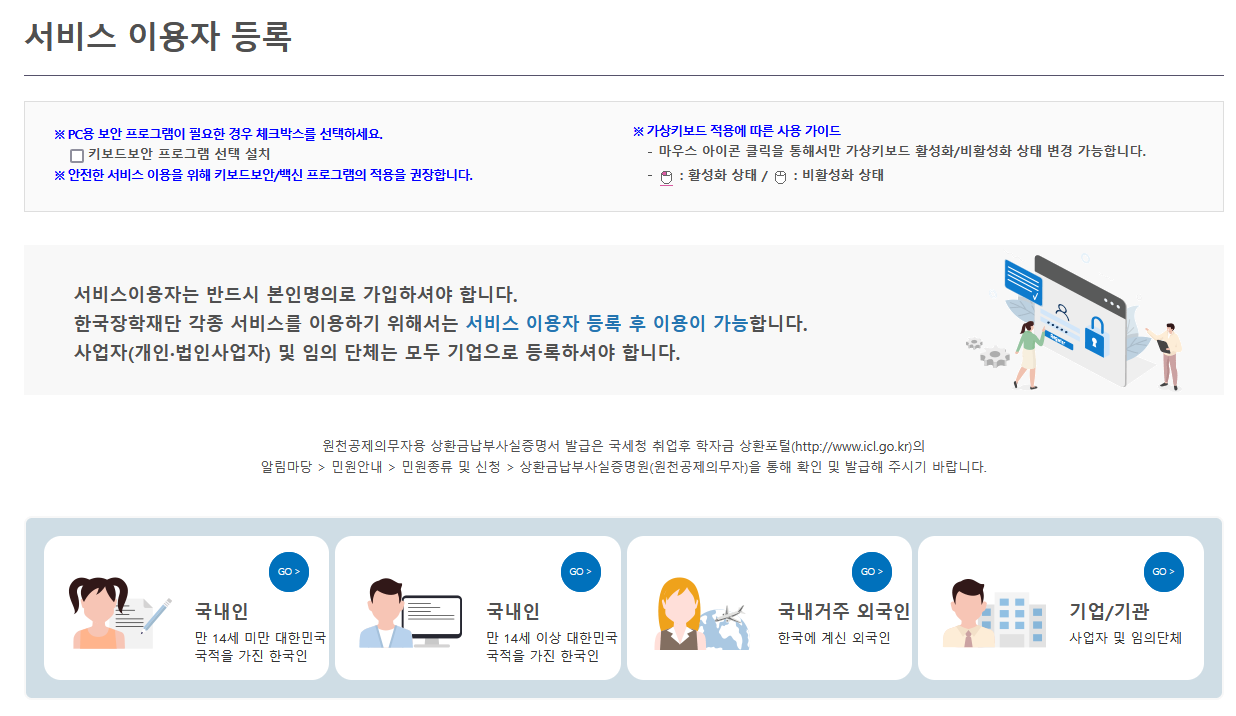 서비스 이용자 등록
※ PC용 보안 프로그램이 필요한 경우 체크박스를 선택하세요.
키보드보안 프로그램 선택 설치
※ 안전한 서비스 이용을 위해 키보드보안/백신 프로그램의 적용을 권장합니다.
※ 가상키보드 적용에 따른 사용 가이드
- 마우스 아이콘 클릭을 통해서만 가상키보드 활성화/비활성화 상태 변경 가능합니다.
- : 활성화 상태 / : 비활성화 상태
서비스이용자는 반드시 본인명의로 가입하셔야 합니다.
한국장학재단 각종 서비스를 이용하기 위해서는 서비스 이용자 등록 후 이용이 가능합니다.
사업자(개인·법인사업자) 및 임의 단체는 모두 기업으로 등록하셔야 합니다.
원천공제의무자용 상환금납부사실증명서 발급은 국세청 취업후 학자금 상환포털(http://www.icl.go.kr)의
알림마당 > 민원안내 > 민원종류 및 신청 > 상환금납부사실증명원(원천공제의무자)을 통해 확인 및 발급해 주시기 바랍니다.
GO >
국내인
만 14세 미만 대한민국
국적을 가진 한국인
GO >
국내인
만 14세 이상 대한민국
국적을 가진 한국인
GO >
국내거주 외국인
한국에 계신 외국인
GO >
기업/기관
사업자 및 임의단체